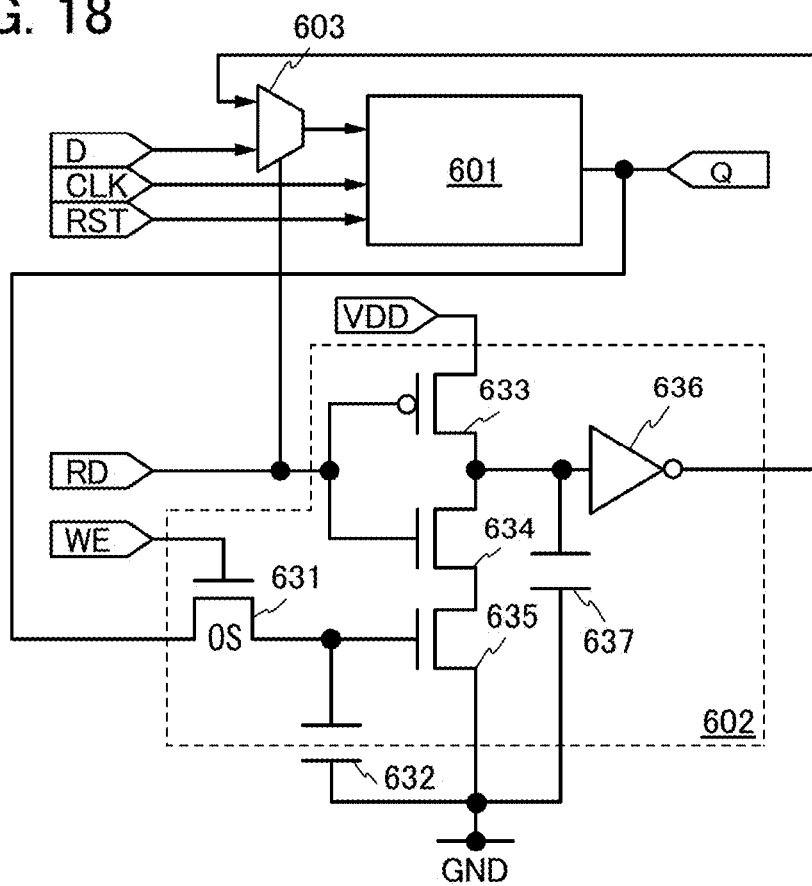 G. 18
603
D
CLK
RST
601
Q
VDD
633
636
RD
634
WE
631
OS
635
637
602
632
GND